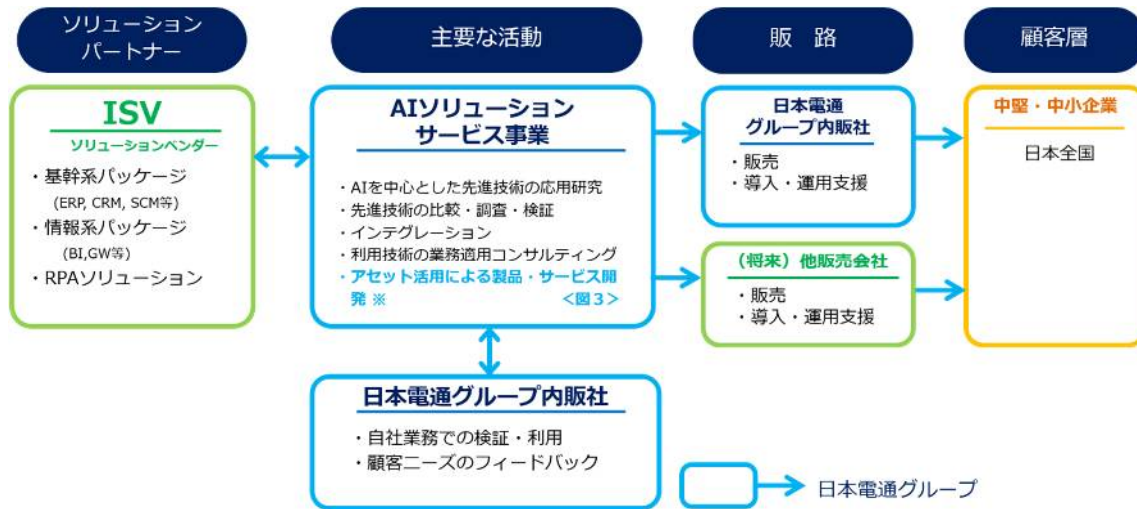 ソリューション
パートナー
主要な活動
販 路
顧客層
ISV
ソリューションベンダー
・基幹系パッケージ
(ERP, CRM, SCM等)
・情報系パッケージ
(BI,GW等)
・RPAソリューション
AIソリューション
サービス事業
・AIを中心とした先進技術の応用研究
・先進技術の比較・調査・検証
・インテグレーション
・利用技術の業務適用コンサルティング
・アセット活用による製品・サービス開
発 ※ <図３>
日本電通
グループ内販社
・販売
・導入・運用支援
（将来）他販売会社
・販売
・導入・運用支援
中堅・中小企業
日本全国
日本電通グループ内販社
・自社業務での検証・利用
・顧客ニーズのフィードバック
日本電通グループ